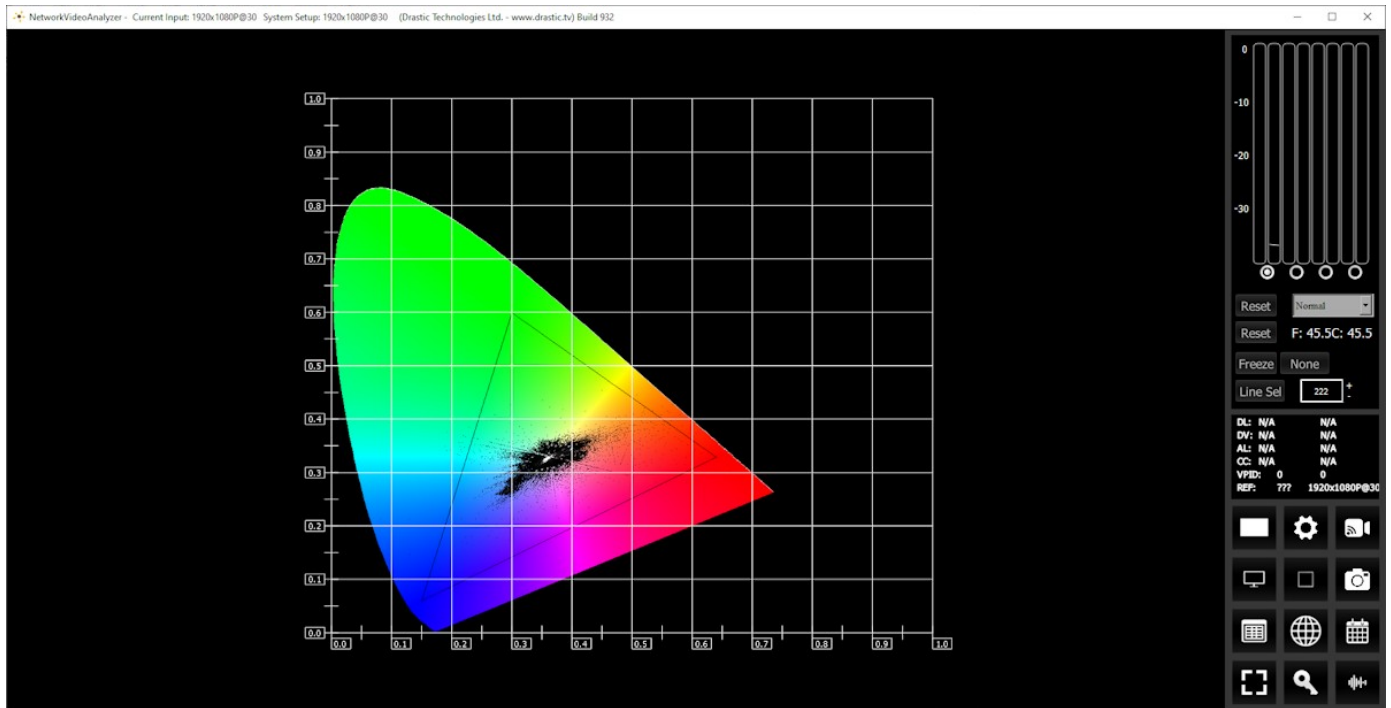 NetworkVideoAnalyzer - Current Input: 1920x1080P@30 System Setup: 1920x1080P@30 (Drastic Technologies Ltd. - www.drastic.tv) Build 932
1.0
0.9
0.8
0.7
0.6
0.5
0.4
0.3
0.2
0.1
0.0
0.0 0.1 0.2 0.3 0.4 0.5 0.6 0.7 0.8 0.9 1.0
0
-10
-20
-30
Reset Normal
Reset F: 45.5C: 45.5
Freeze None
Line Sel 222 + -
DL: N/A N/A
DV: N/A N/A
AL: N/A N/A
CC: N/A N/A
VPID: 0 0
REF: ??? 1920x1080P@30